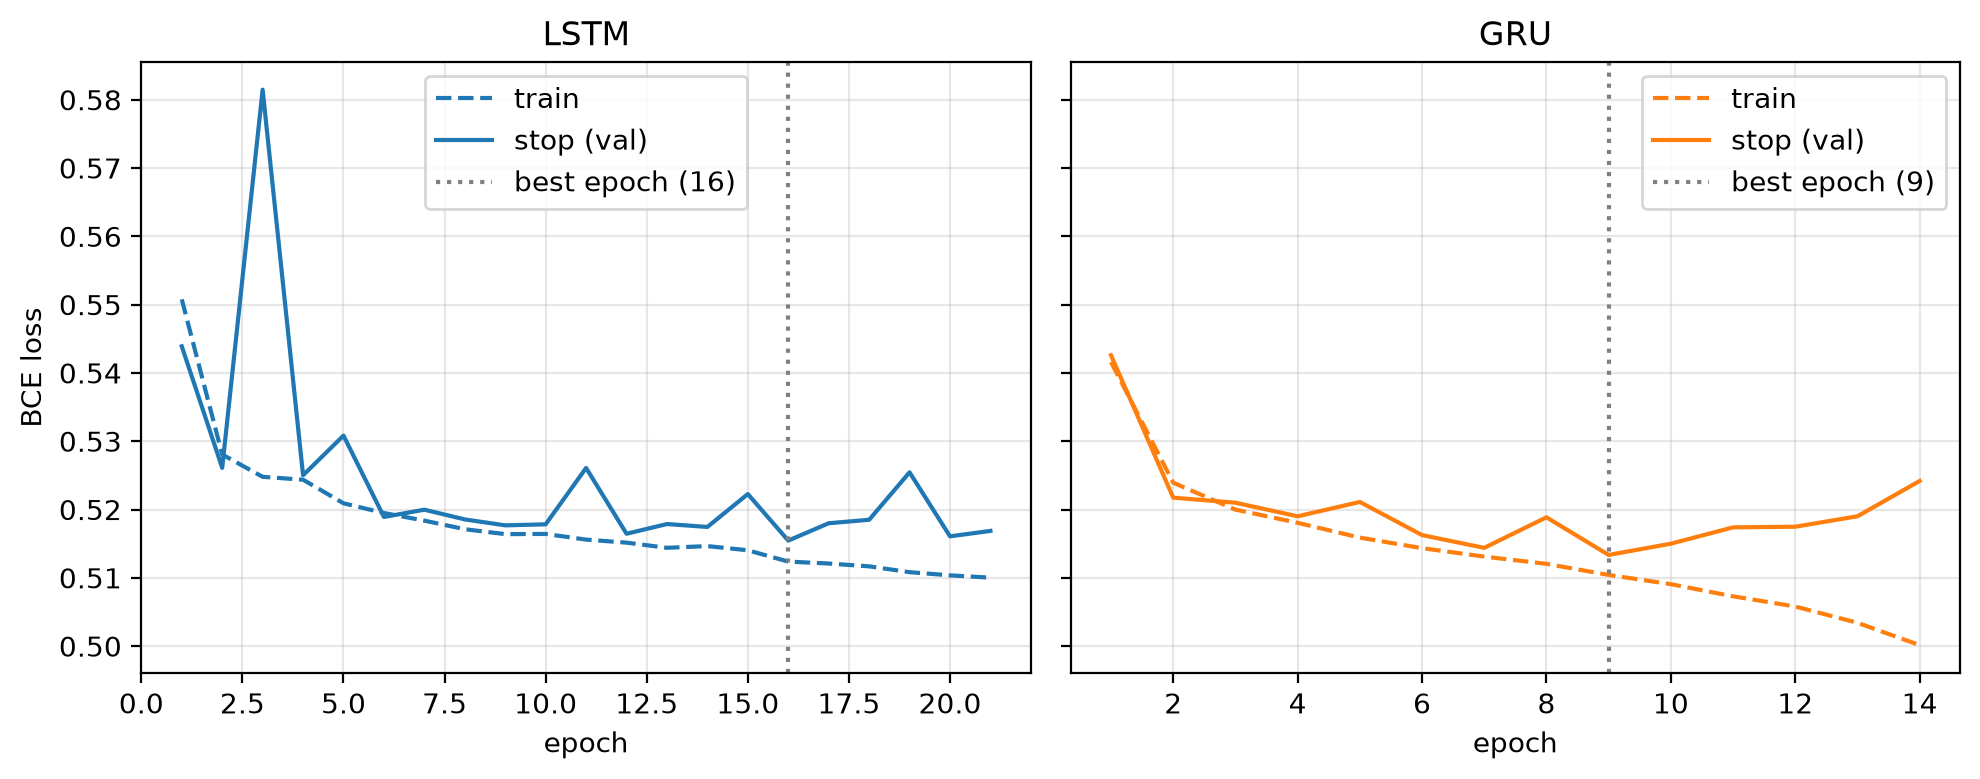 LSTM
train
stop (val)
best epoch (16)
0.58
0.57
0.56
0.55
0.54
0.53
0.52
0.51
0.50
BCE loss
0.0 2.5 5.0 7.5 10.0 12.5 15.0 17.5 20.0
epoch
GRU
train
stop (val)
best epoch (9)
2 4 6 8 10 12 14
epoch